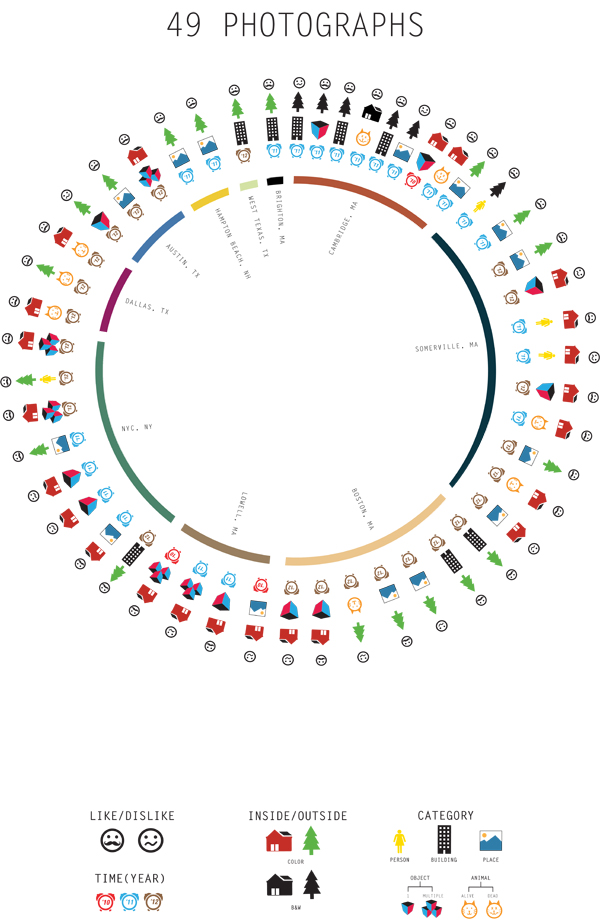 49 PHOTOGRAPHS
BRIGHTON, MA
CAMBRIDGE, MA
WEST TEXAS, TX
HAMPTON BEACH, NH
AUSTIN, TX
DALLAS, TX
SOMERVILLE, MA
NYC, NY
LOWELL, MA
BOSTON, MA
LIKE/DISLIKE
INSIDE/OUTSIDE
CATEGORY
COLOR
PERSON
BUILDING
PLACE
TIME(YEAR)
'10
'11
'12
B&W
OBJECT
ANIMAL
1
MULTIPLE
ALIVE
DEAD